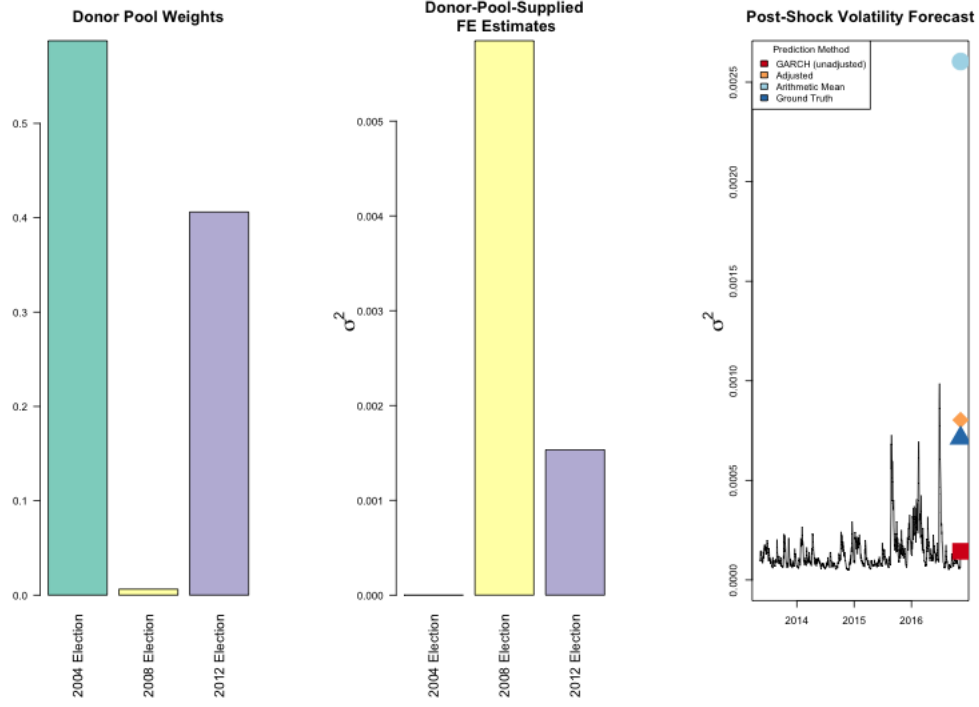 Donor Pool Weights
0.5
0.4
0.3
0.2
0.1
0.0
2004 Election
2008 Election
2012 Election
Donor-Pool-Supplied
FE Estimates
σ²
0.005
0.004
0.003
0.002
0.001
0.000
2004 Election
2008 Election
2012 Election
Post-Shock Volatility Forecast
Prediction Method
GARCH (unadjusted)
Adjusted
Arithmetic Mean
Ground Truth
σ²
0.0025
0.0020
0.0015
0.0010
0.0005
0.0000
2014
2015
2016